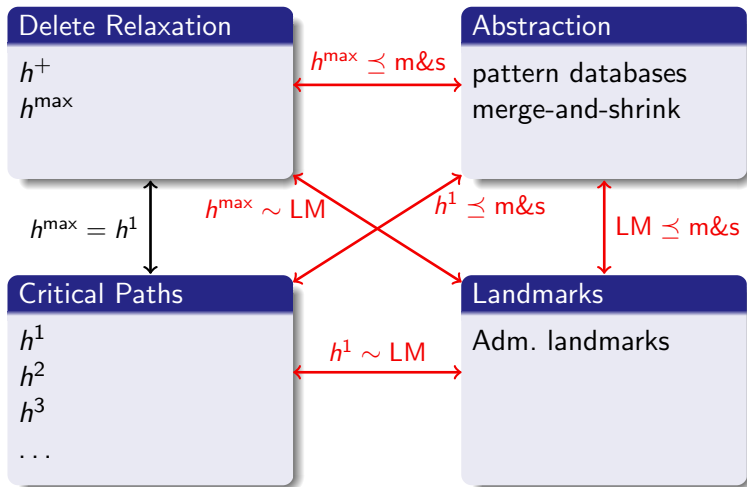 Delete Relaxation
h⁺
hᵐᵃˣ
hᵐᵃˣ ⪯ m&s
Abstraction
pattern databases
merge-and-shrink
hᵐᵃˣ = h¹
hᵐᵃˣ ∼ LM
h¹ ⪯ m&s
LM ⪯ m&s
Critical Paths
h¹
h²
h³
...
h¹ ∼ LM
Landmarks
Adm. landmarks